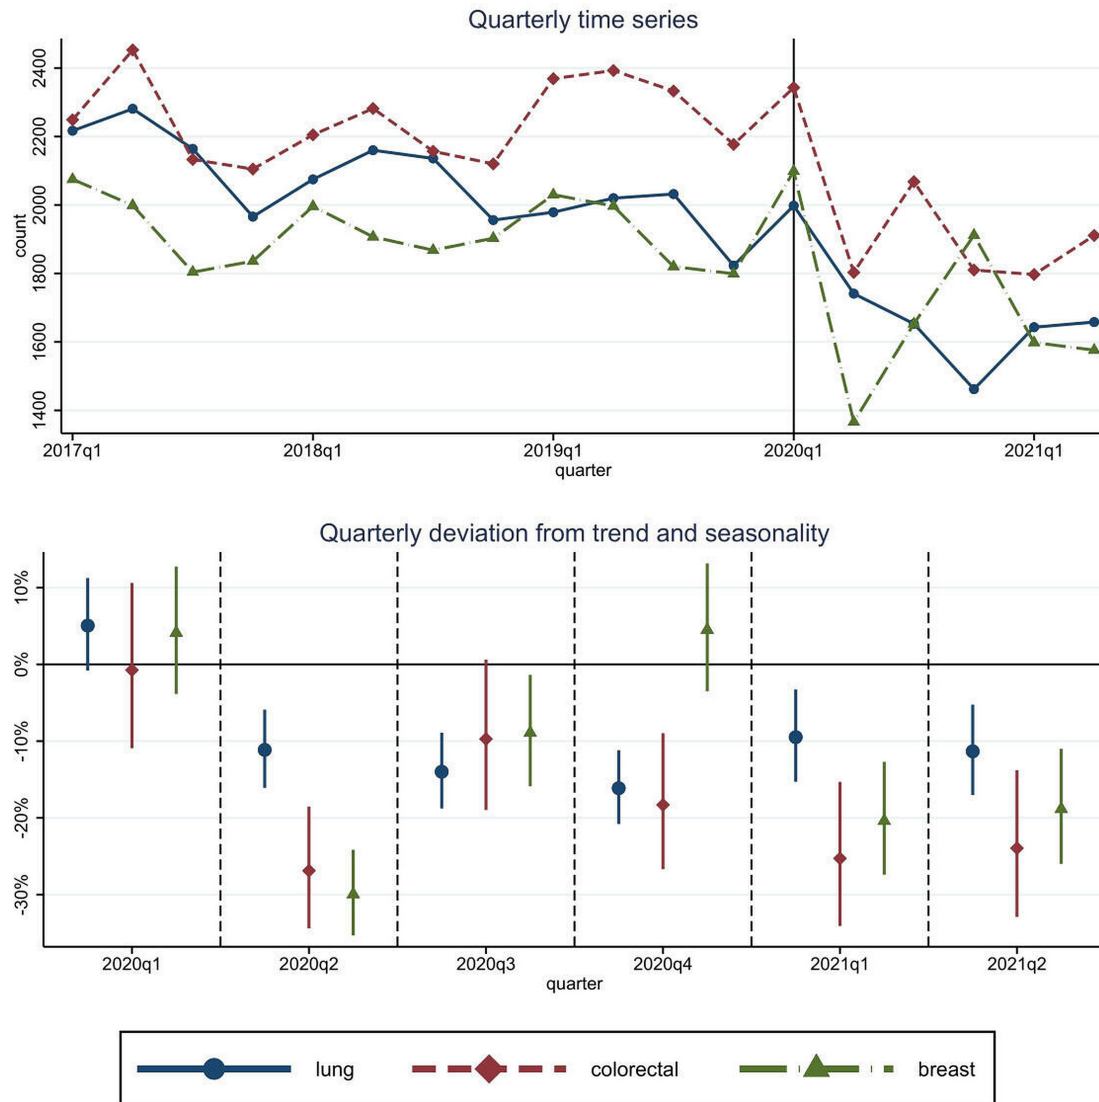 Quarterly time series
count
2400
2200
2000
1800
1600
1400
2017q1 2018q1 2019q1 2020q1 2021q1
quarter
Quarterly deviation from trend and seasonality
10%
0%
-10%
-20%
-30%
2020q1 2020q2 2020q3 2020q4 2021q1 2021q2
quarter
lung colorectal breast